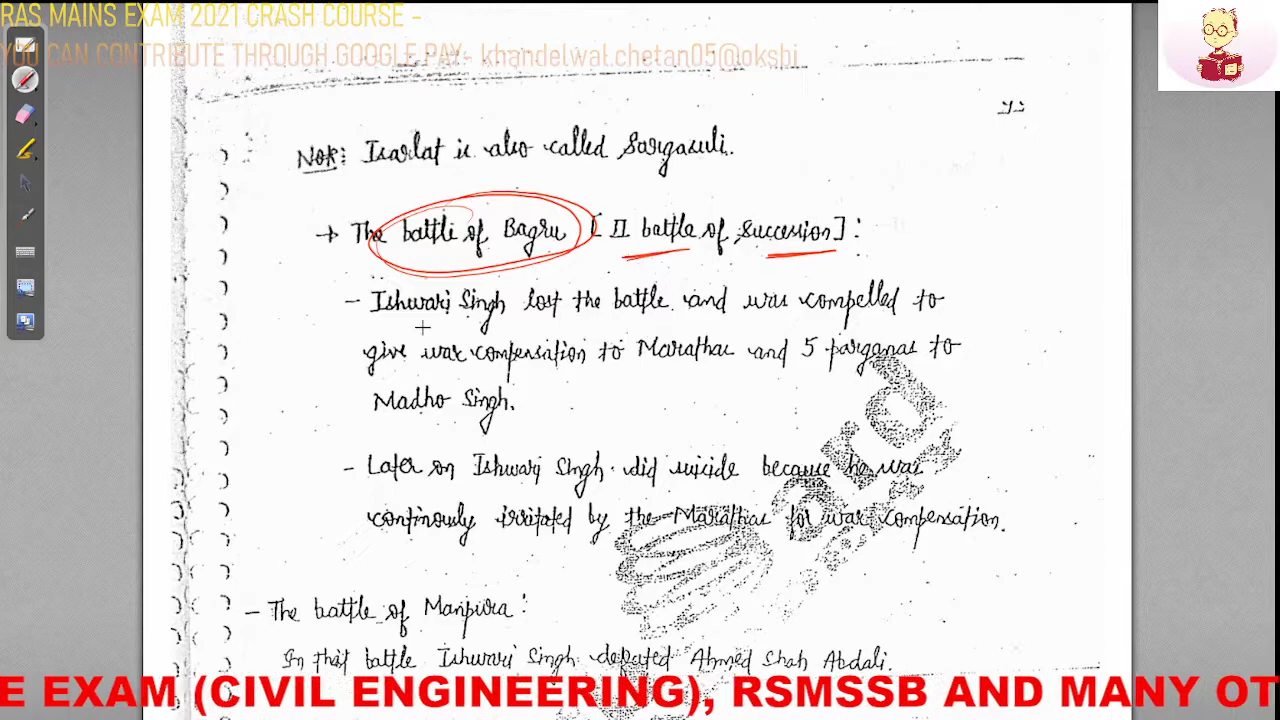 RAS MAINS EXAM 2021 CRASH COURSE -
YOU CAN CONTRIBUTE THROUGH GOOGLE PAY- khandelwal.chetan05@oksbi
Note: Isarlat is also called Sargasuli.
→ The battle of Bagru [II battle of succession]:
- Ishwari Singh lost the battle and was compelled to
give war compensation to Marathas and 5 parganas to
Madho Singh.
- Later on Ishwari Singh did suicide because he was
continously irritated by the Marathas for war compensation.
- The battle of Manpura:
In that battle Ishwari Singh defeated Ahmed Shah Abdali.
E EXAM (CIVIL ENGINEERING), RSMSSB AND MANY OT